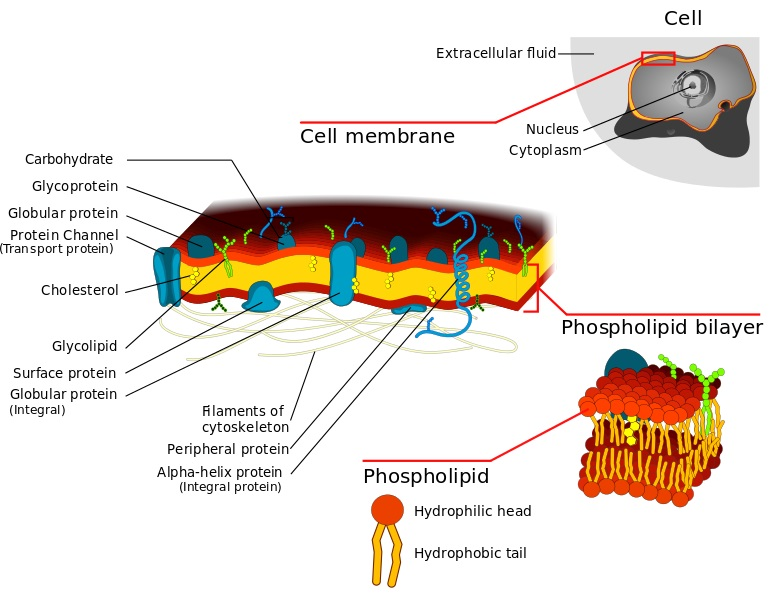 Cell
Extracellular fluid
Cell membrane
Nucleus
Cytoplasm
Carbohydrate
Glycoprotein
Globular protein
Protein Channel
(Transport protein)
Cholesterol
Glycolipid
Surface protein
Globular protein
(Integral)
Filaments of
cytoskeleton
Peripheral protein
Alpha-helix protein
(Integral protein)
Phospholipid bilayer
Phospholipid
Hydrophilic head
Hydrophobic tail